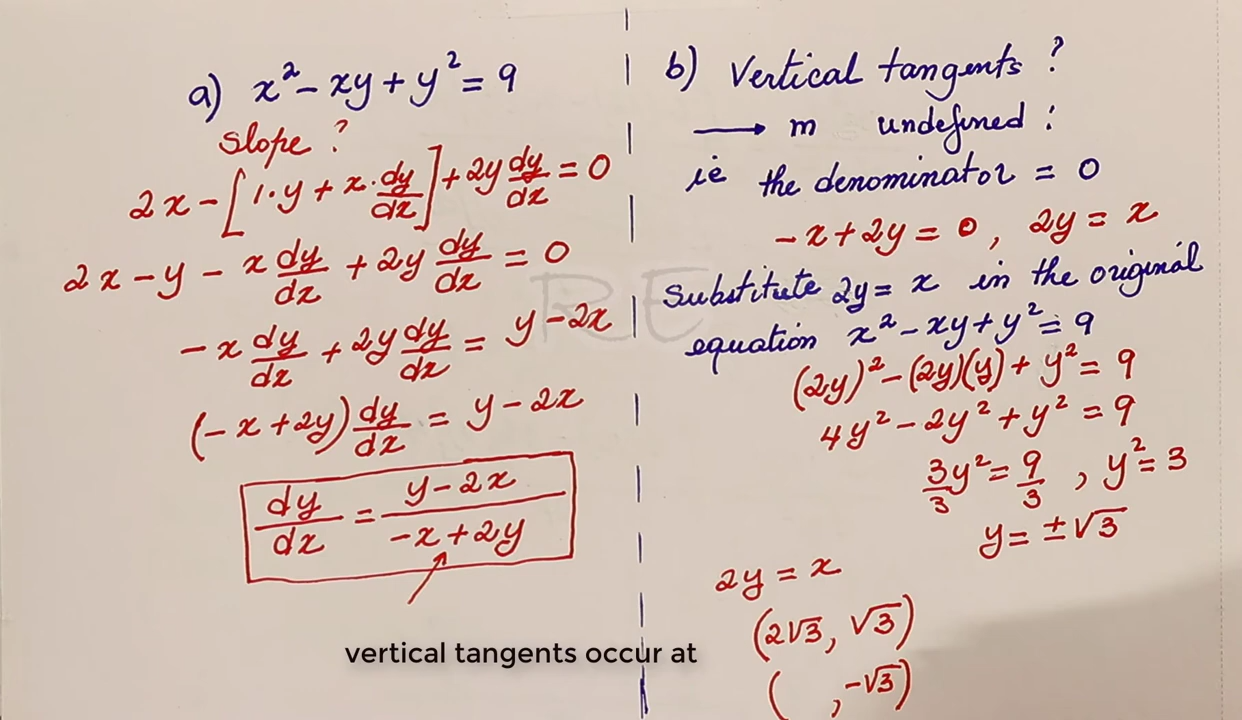 a) x² - xy + y² = 9
Slope ?
2x - [1·y + x·dy/dx] + 2y dy/dx = 0
2x - y - x dy/dx + 2y dy/dx = 0
-x dy/dx + 2y dy/dx = y - 2x
(-x + 2y) dy/dx = y - 2x
dy/dx = (y - 2x)/(-x + 2y)
b) Vertical tangents ?
→ m undefined :
ie the denominator = 0
-x + 2y = 0, 2y = x
Substitute 2y = x in the original
equation x² - xy + y² = 9
(2y)² - (2y)(y) + y² = 9
4y² - 2y² + y² = 9
3y²/3 = 9/3 , y² = 3
y = ±√3
2y = x
(2√3, √3)
( , -√3)
RE
vertical tangents occur at